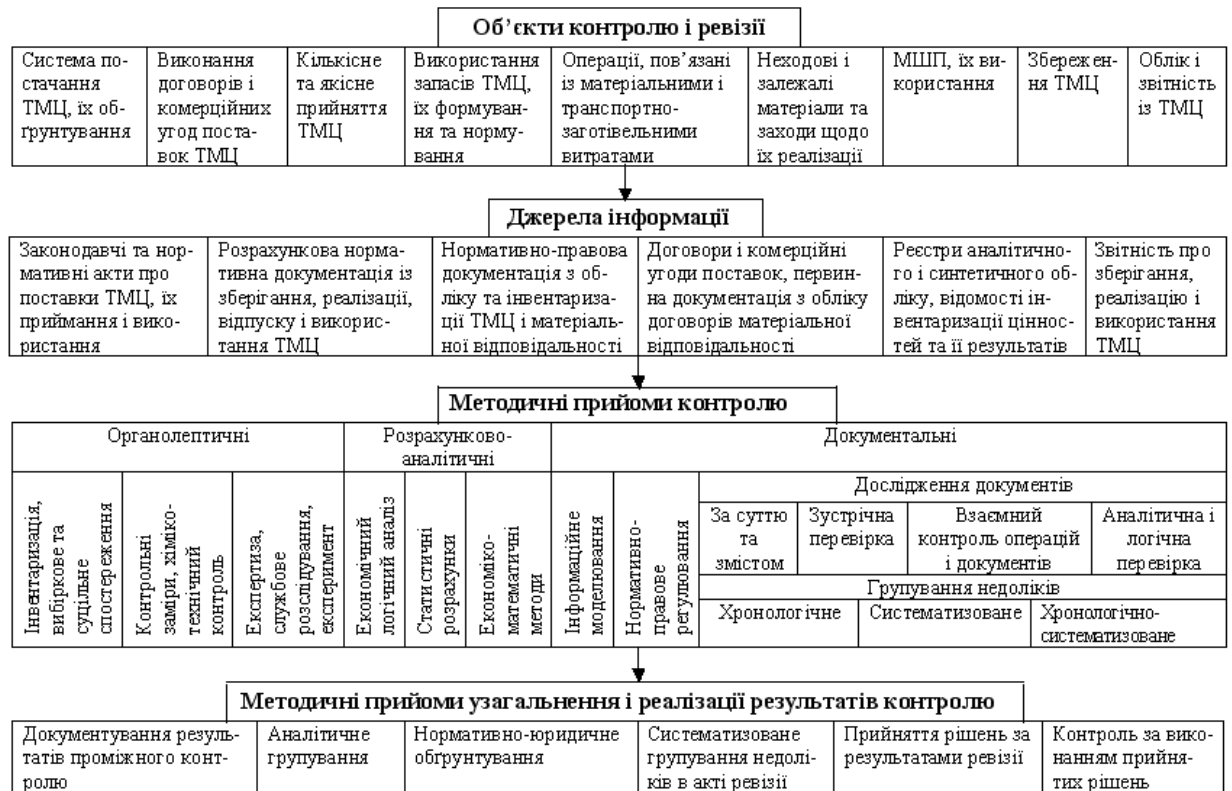 Об’єкти контролю і ревізії
Система по-
стачання
ТМЦ, їх об-
ґрунтування
Виконання
договорів і
комерційних
угод поста-
вок ТМЦ
Кількісне
та якісне
прийняття
ТМЦ
Використання
запасів ТМЦ,
їх формуван-
ня та норму-
вання
Операції, пов’язані
із матеріальними і
транспортно-
заготівельними
витратами
Неходові і
залежалі
матеріали та
заходи щодо
їх реалізації
МШП, їх ви-
користання
Збережен-
ня ТМЦ
Облік і
звітність
із ТМЦ
Джерела інформації
Законодавчі та нор-
мативні акти про
поставки ТМЦ, їх
приймання і вико-
ристання
Розрахункова норма-
тивна документація із
зберігання, реалізації,
відпуску і викорис-
тання ТМЦ
Нормативно-правова
документація з об-
ліку та інвентариза-
ції ТМЦ і матеріаль-
ної відповідальності
Договори і комерційні
угоди поставок, первин-
на документація з обліку
договорів матеріальної
відповідальності
Реєстри аналітично-
го і синтетичного об-
ліку, відомості ін-
вентаризації ціннос-
тей та її результатів
Звітність про
зберігання,
реалізацію і
використання
ТМЦ
Методичні прийоми контролю
Органолептичні
Розрахунково-
аналітичні
Документальні
Інвентаризація,
вибіркове та
суцільне
спостереження
Контрольні
заміри, хіміко-
технічний
контроль
Експертиза,
службове
розслідування,
експеримент
Економічний
логічний аналіз
Статистичні
розрахунки
Економіко-
математичні
методи
Інформаційне
моделювання
Нормативно-
правове
регулювання
Дослідження документів
За суттю
та
змістом
Зустрічна
перевірка
Взаємний
контроль операцій
і документів
Аналітична і
логічна
перевірка
Групування недоліків
Хронологічне
Систематизоване
Хронологічно-
систематизоване
Методичні прийоми узагальнення і реалізації результатів контролю
Документування резуль-
татів проміжного конт-
ролю
Аналітичне
групування
Нормативно-юридичне
обґрунтування
Систематизоване
групування недолі-
ків в акті ревізії
Прийняття рішень за
результатами ревізії
Контроль за вико-
нанням прийня-
тих рішень